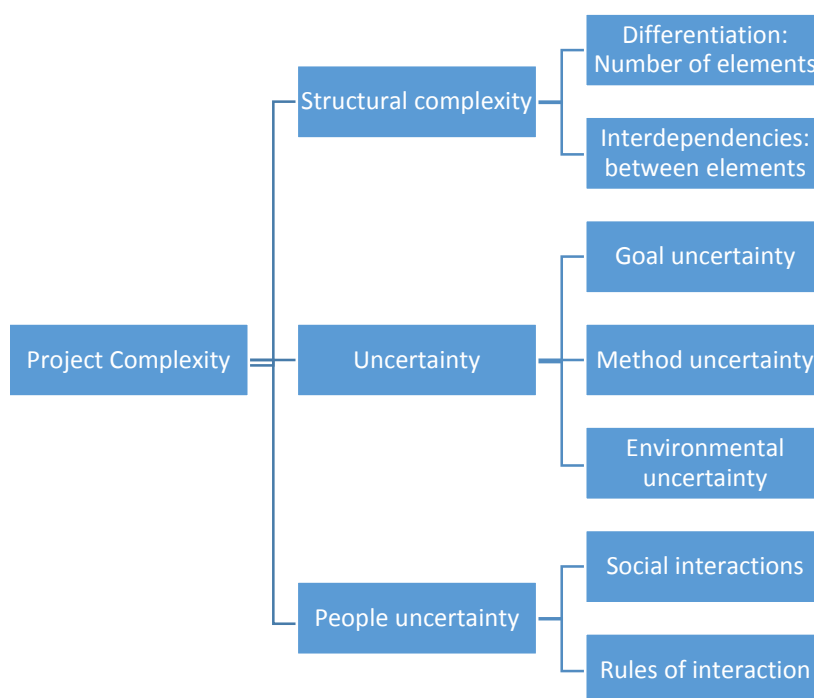 Project Complexity
Structural complexity
Differentiation:
Number of elements
Interdependencies:
between elements
Uncertainty
Goal uncertainty
Method uncertainty
Environmental
uncertainty
People uncertainty
Social interactions
Rules of interaction